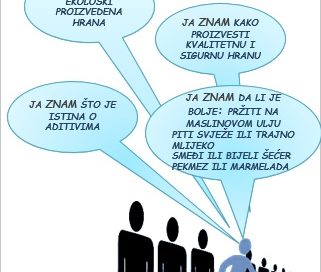 EKOLOŠKI
PROIZVEDENA
HRANA
JA ZNAM KAKO
PROIZVESTI
KVALITETNU I
SIGURNU HRANU
JA ZNAM ŠTO JE
ISTINA O
ADITIVIMA
JA ZNAM DA LI JE
BOLJE: PRŽITI NA
MASLINOVOM ULJU
PITI SVJEŽE ILI TRAJNO
MLIJEKO
SMEĐI ILI BIJELI ŠEĆER
PEKMEZ ILI MARMELADA